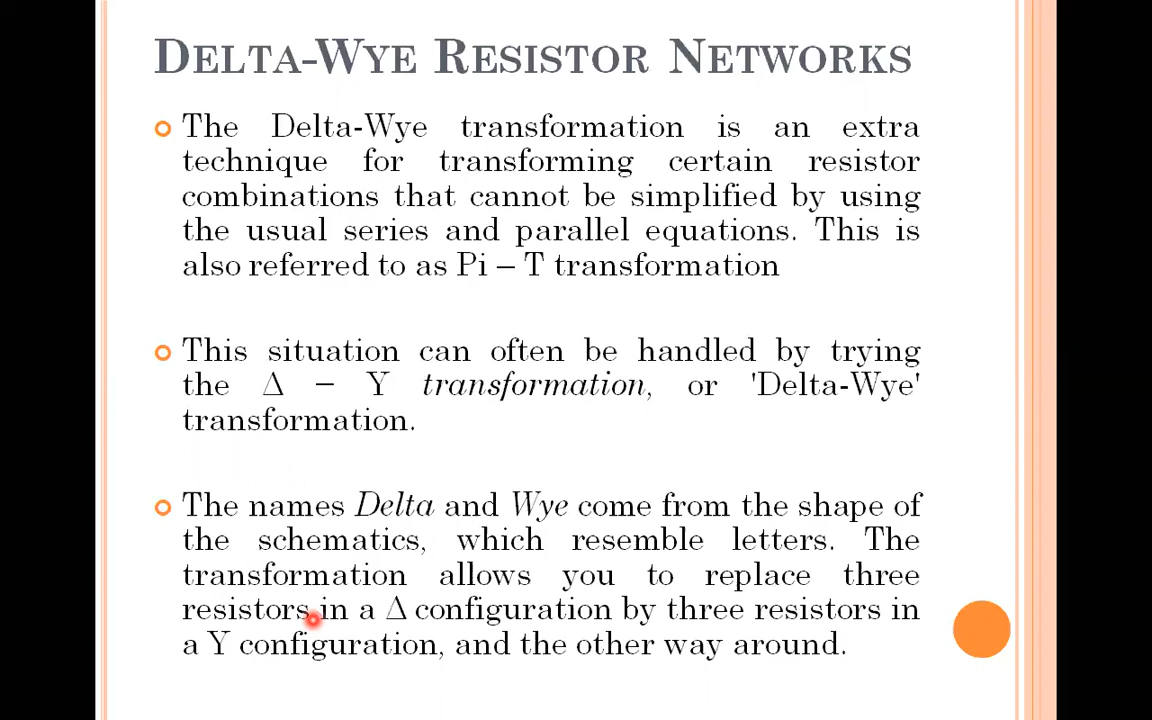 DELTA-WYE RESISTOR NETWORKS
The Delta-Wye transformation is an extra
technique for transforming certain resistor
combinations that cannot be simplified by using
the usual series and parallel equations. This is
also referred to as Pi – T transformation
This situation can often be handled by trying
the Δ – Y transformation, or 'Delta-Wye'
transformation.
The names Delta and Wye come from the shape of
the schematics, which resemble letters. The
transformation allows you to replace three
resistors in a Δ configuration by three resistors in
a Y configuration, and the other way around.